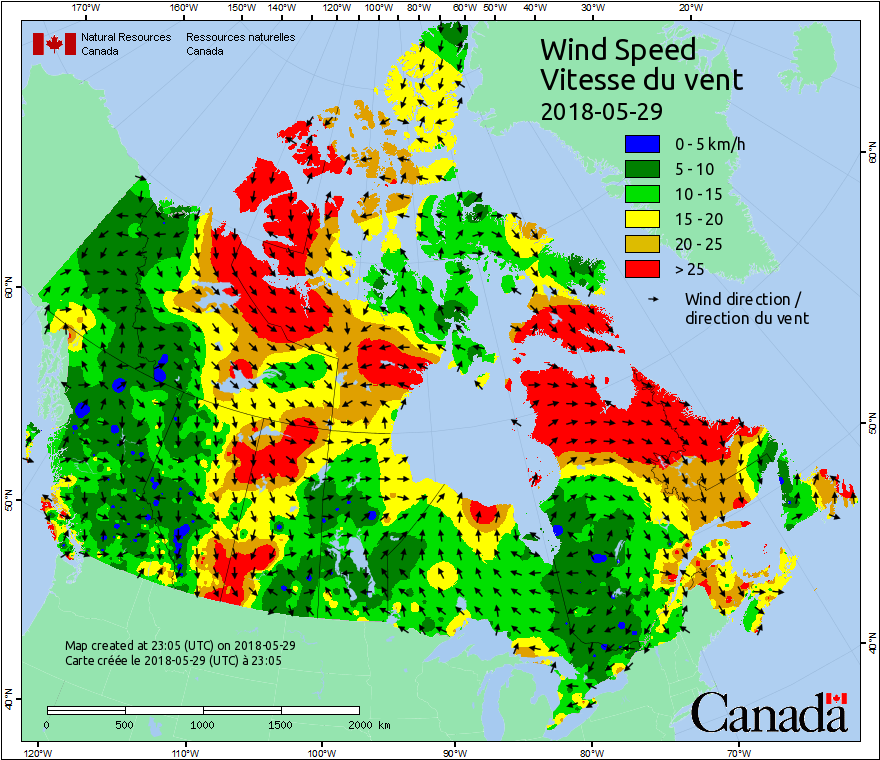 170°W 160°W 150°W 140°W 120°W 100°W 80°W 60°W 50°W 40°W 30°W 20°W
Natural Resources Ressources naturelles
Canada Canada
Wind Speed
Vitesse du vent
2018-05-29
0 - 5 km/h
5 - 10
10 - 15
15 - 20
20 - 25
> 25
Wind direction /
direction du vent
60°N
50°N
40°N
60°N
50°N
40°N
Map created at 23:05 (UTC) on 2018-05-29
Carte créée le 2018-05-29 (UTC) à 23:05
0 500 1000 1500 2000 km
Canada
120°W 110°W 100°W 90°W 80°W 70°W